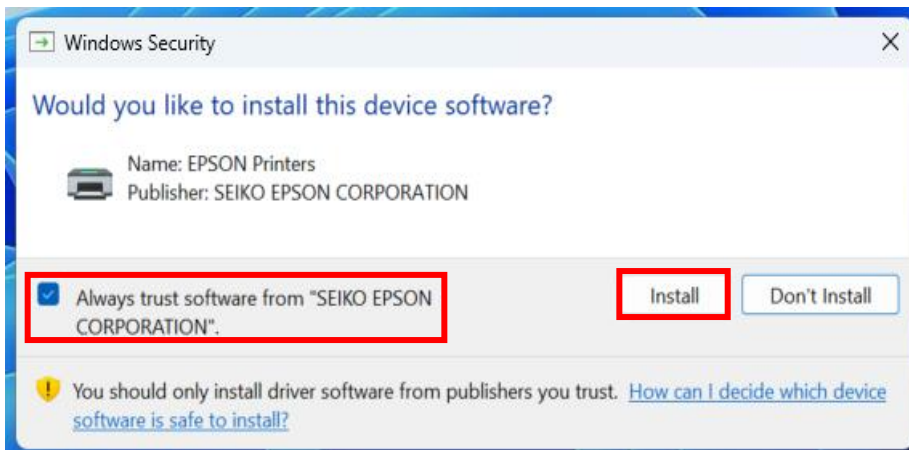 Windows Security
Would you like to install this device software?
Name: EPSON Printers
Publisher: SEIKO EPSON CORPORATION
Always trust software from "SEIKO EPSON
CORPORATION".
Install
Don't Install
You should only install driver software from publishers you trust. How can I decide which device
software is safe to install?